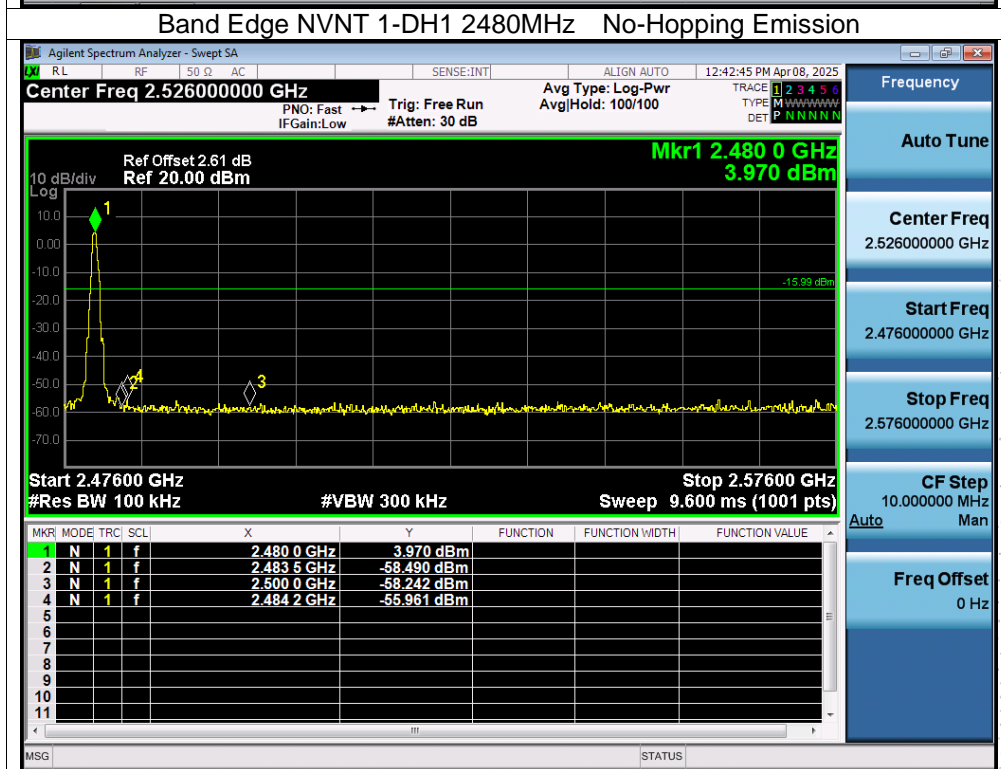 Band Edge NVNT 1-DH1 2480MHz    No-Hopping Emission
Agilent Spectrum Analyzer - Swept SA
LXI RL RF 50 Ω AC SENSE:INT ALIGN AUTO 12:42:45 PM Apr 08, 2025
Center Freq 2.526000000 GHz
PNO: Fast
IFGain:Low
Trig: Free Run
#Atten: 30 dB
Avg Type: Log-Pwr
Avg|Hold: 100/100
TRACE 1 2 3 4 5 6
TYPE M WWWWW
DET P N N N N N
Frequency
Auto Tune
Center Freq
2.526000000 GHz
Start Freq
2.476000000 GHz
Stop Freq
2.576000000 GHz
CF Step
10.000000 MHz
Auto Man
Freq Offset
0 Hz
Mkr1 2.480 0 GHz
3.970 dBm
Ref Offset 2.61 dB
10 dB/div Ref 20.00 dBm
Log
10.0
0.00
-10.0
-20.0
-30.0
-40.0
-50.0
-60.0
-70.0
1
-15.99 dBm
2 4
3
Start 2.47600 GHz Stop 2.57600 GHz
#Res BW 100 kHz #VBW 300 kHz Sweep 9.600 ms (1001 pts)
MKR MODE TRC SCL X Y FUNCTION FUNCTION WIDTH FUNCTION VALUE
1 N 1 f 2.480 0 GHz 3.970 dBm
2 N 1 f 2.483 5 GHz -58.490 dBm
3 N 1 f 2.500 0 GHz -58.242 dBm
4 N 1 f 2.484 2 GHz -55.961 dBm
5
6
7
8
9
10
11
MSG STATUS